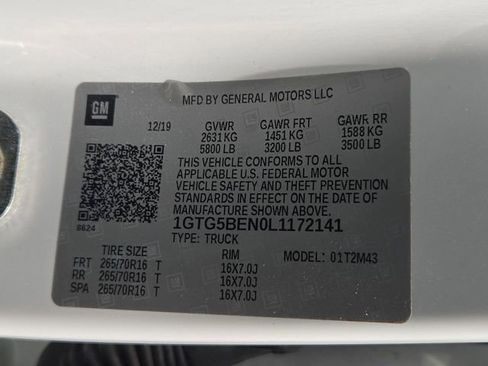 GM
MFD BY GENERAL MOTORS LLC
12/19 GVWR GAWR FRT GAWR RR
2631 KG 1451 KG 1588 KG
5800 LB 3200 LB 3500 LB
THIS VEHICLE CONFORMS TO ALL
APPLICABLE U.S. FEDERAL MOTOR
VEHICLE SAFETY AND THEFT PREVENTION
STANDARDS IN EFFECT ON THE DATE OF
MANUFACTURE SHOWN ABOVE.
8624 1GTG5BEN0L1172141
TYPE: TRUCK
TIRE SIZE RIM MODEL: 01T2M43
FRT 265/70R16 T 16X7.0J
RR 265/70R16 T 16X7.0J
SPA 265/70R16 T 16X7.0J